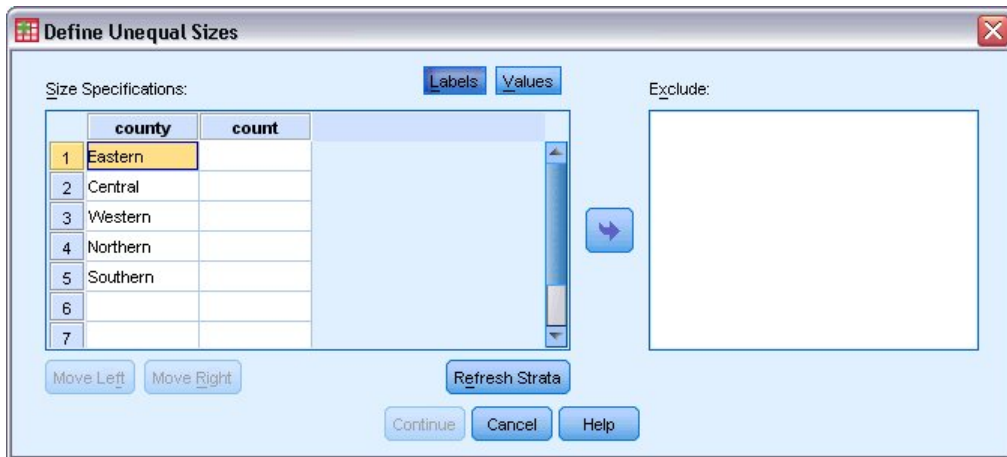 Define Unequal Sizes
Size Specifications:
Labels Values
Exclude:
county count
1 Eastern
2 Central
3 Western
4 Northern
5 Southern
6
7
Move Left Move Right Refresh Strata
Continue Cancel Help